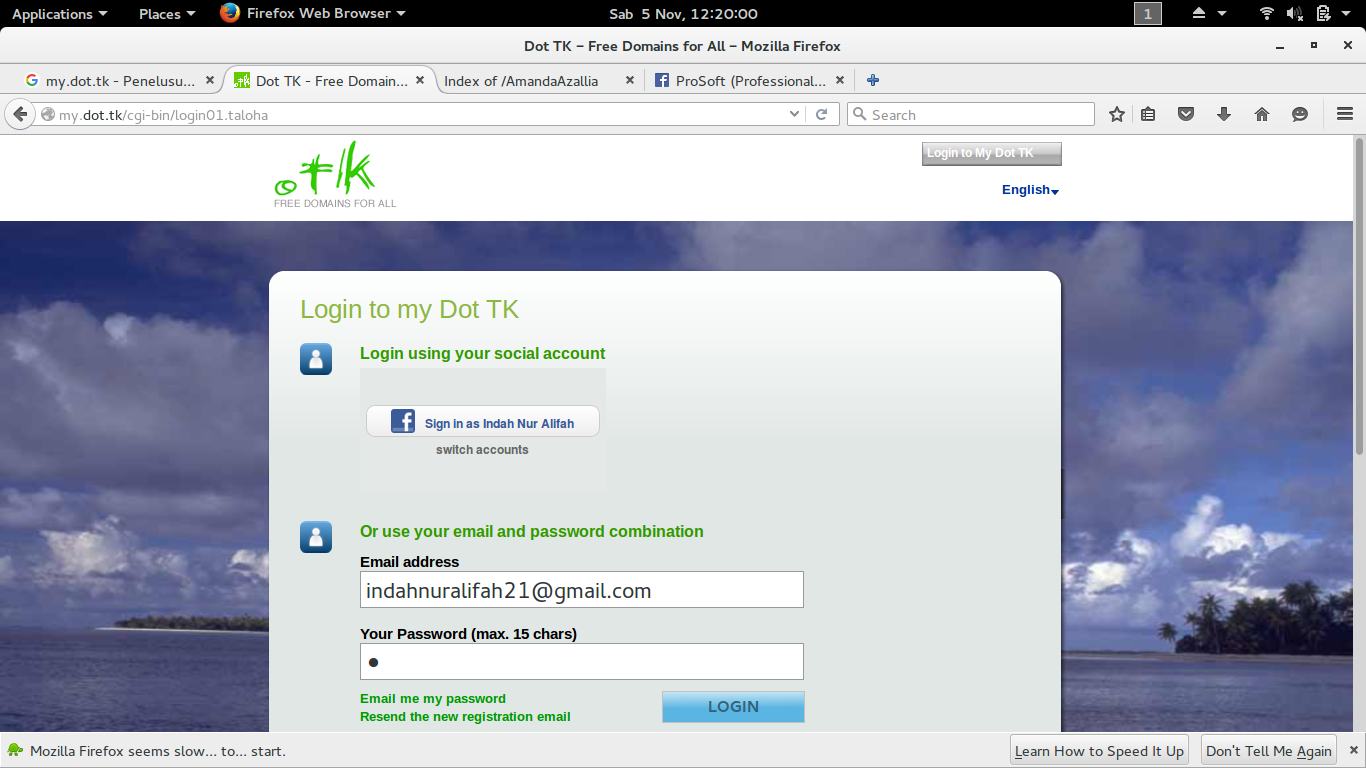 Applications Places Firefox Web Browser Sab 5 Nov, 12:20:00 1
Dot TK – Free Domains for All – Mozilla Firefox
my.dot.tk - Penelusu... Dot TK - Free Domain... Index of /AmandaAzallia ProSoft (Professional...
my.dot.tk/cgi-bin/login01.taloha Search
.TK
FREE DOMAINS FOR ALL
Login to My Dot TK
English
Login to my Dot TK
Login using your social account
f Sign in as Indah Nur Alifah
switch accounts
Or use your email and password combination
Email address
indahnuralifah21@gmail.com
Your Password (max. 15 chars)
Email me my password
Resend the new registration email
LOGIN
Mozilla Firefox seems slow... to... start. Learn How to Speed It Up Don't Tell Me Again